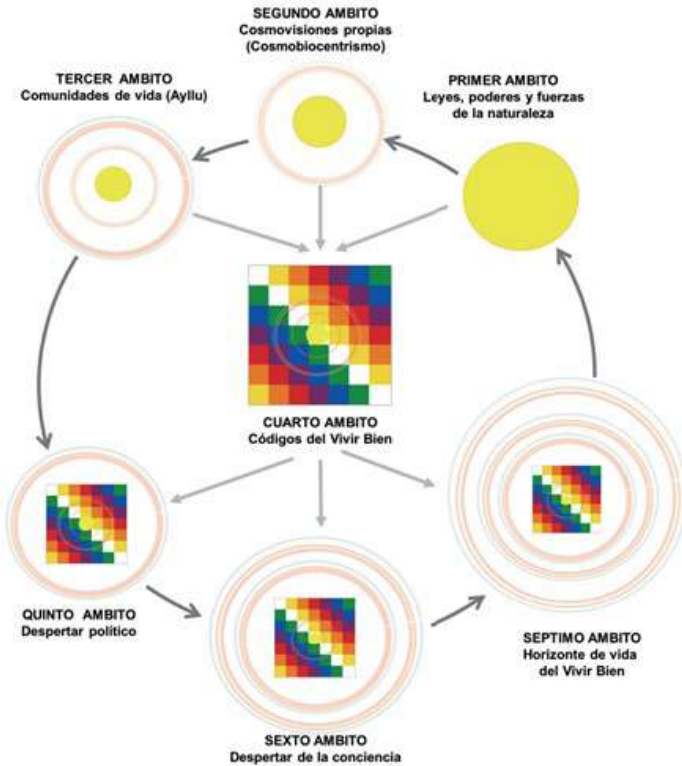 SEGUNDO AMBITO
Cosmovisiones propias
(Cosmobiocentrismo)
TERCER AMBITO
Comunidades de vida (Ayllu)
PRIMER AMBITO
Leyes, poderes y fuerzas
de la naturaleza
CUARTO AMBITO
Códigos del Vivir Bien
QUINTO AMBITO
Despertar político
SEXTO AMBITO
Despertar de la conciencia
SEPTIMO AMBITO
Horizonte de vida
del Vivir Bien